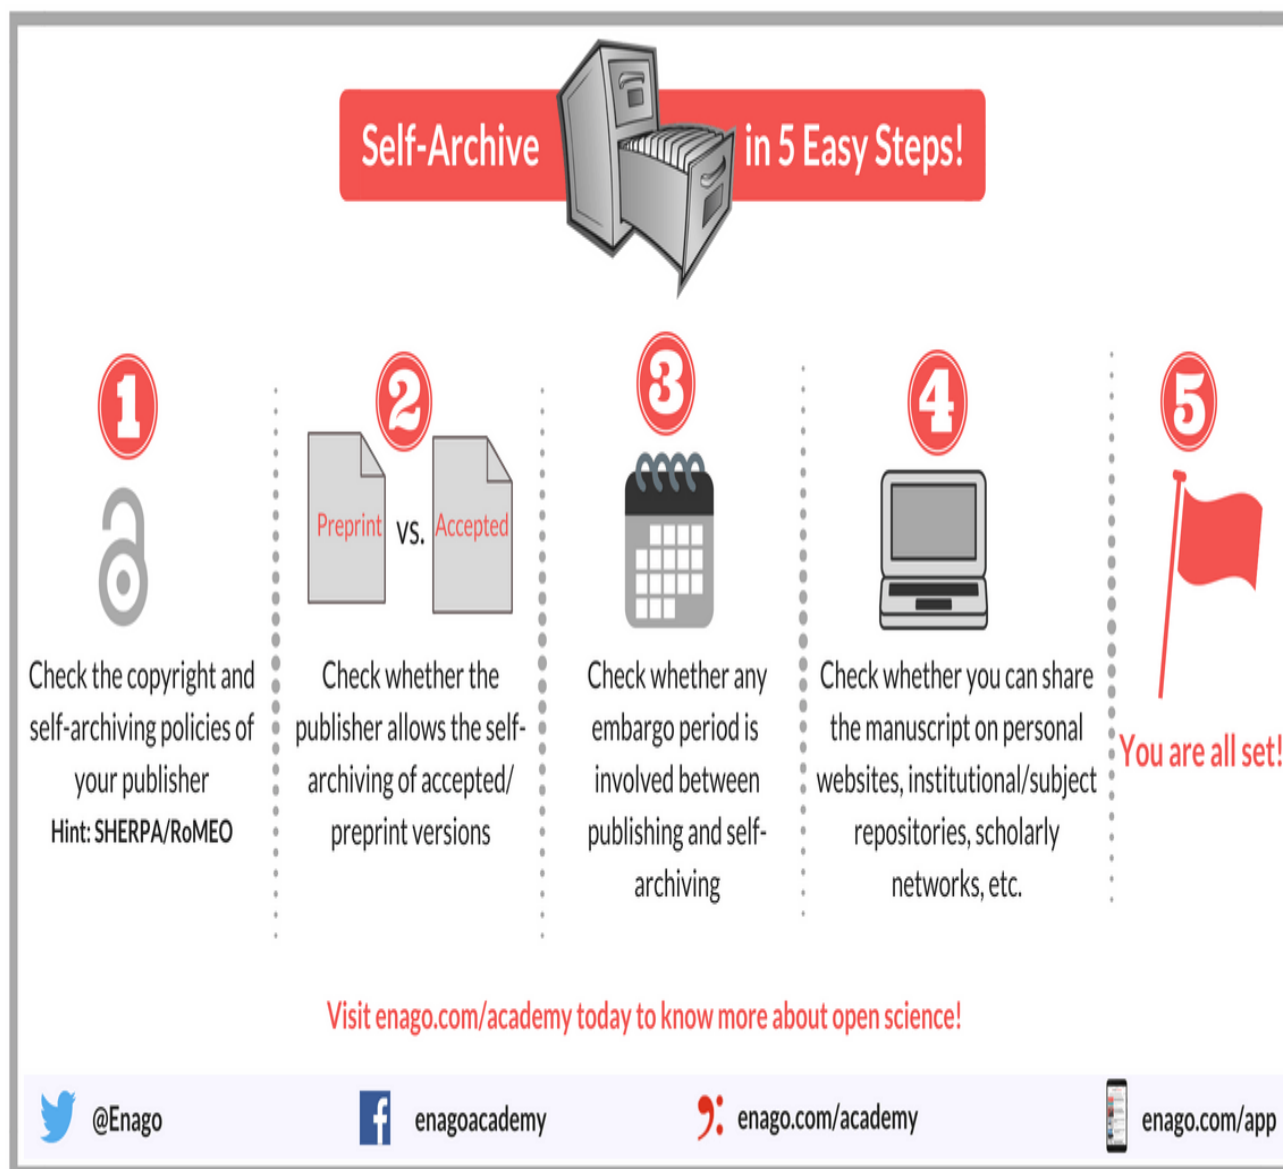 Self-Archive in 5 Easy Steps!
1
Check the copyright and
self-archiving policies of
your publisher
Hint: SHERPA/RoMEO
2
Preprint vs. Accepted
Check whether the
publisher allows the self-
archiving of accepted/
preprint versions
3
Check whether any
embargo period is
involved between
publishing and self-
archiving
4
Check whether you can share
the manuscript on personal
websites, institutional/subject
repositories, scholarly
networks, etc.
5
You are all set!
Visit enago.com/academy today to know more about open science!
@Enago
enagoacademy
enago.com/academy
enago.com/app